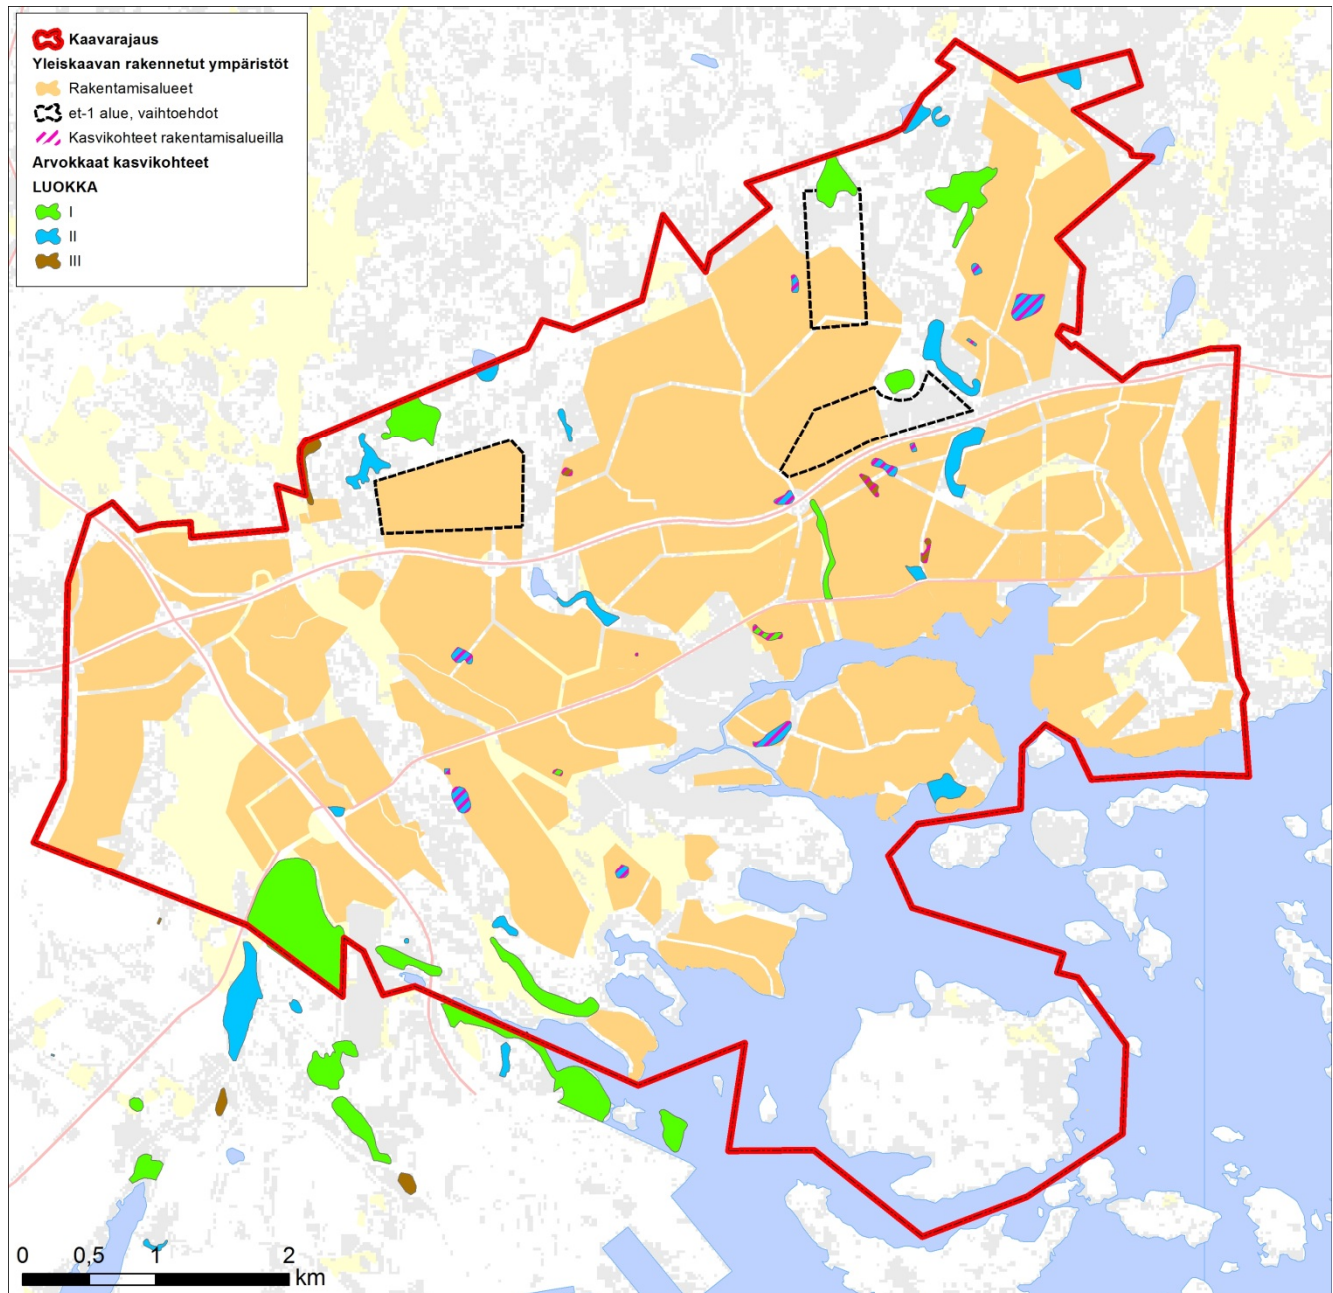 Kaavarajaus
Yleiskaavan rakennetut ympäristöt
Rakentamisalueet
et-1 alue, vaihtoehdot
Kasvikohteet rakentamisalueilla
Arvokkaat kasvikohteet
LUOKKA
I
II
III
0 0,5 1 2
km